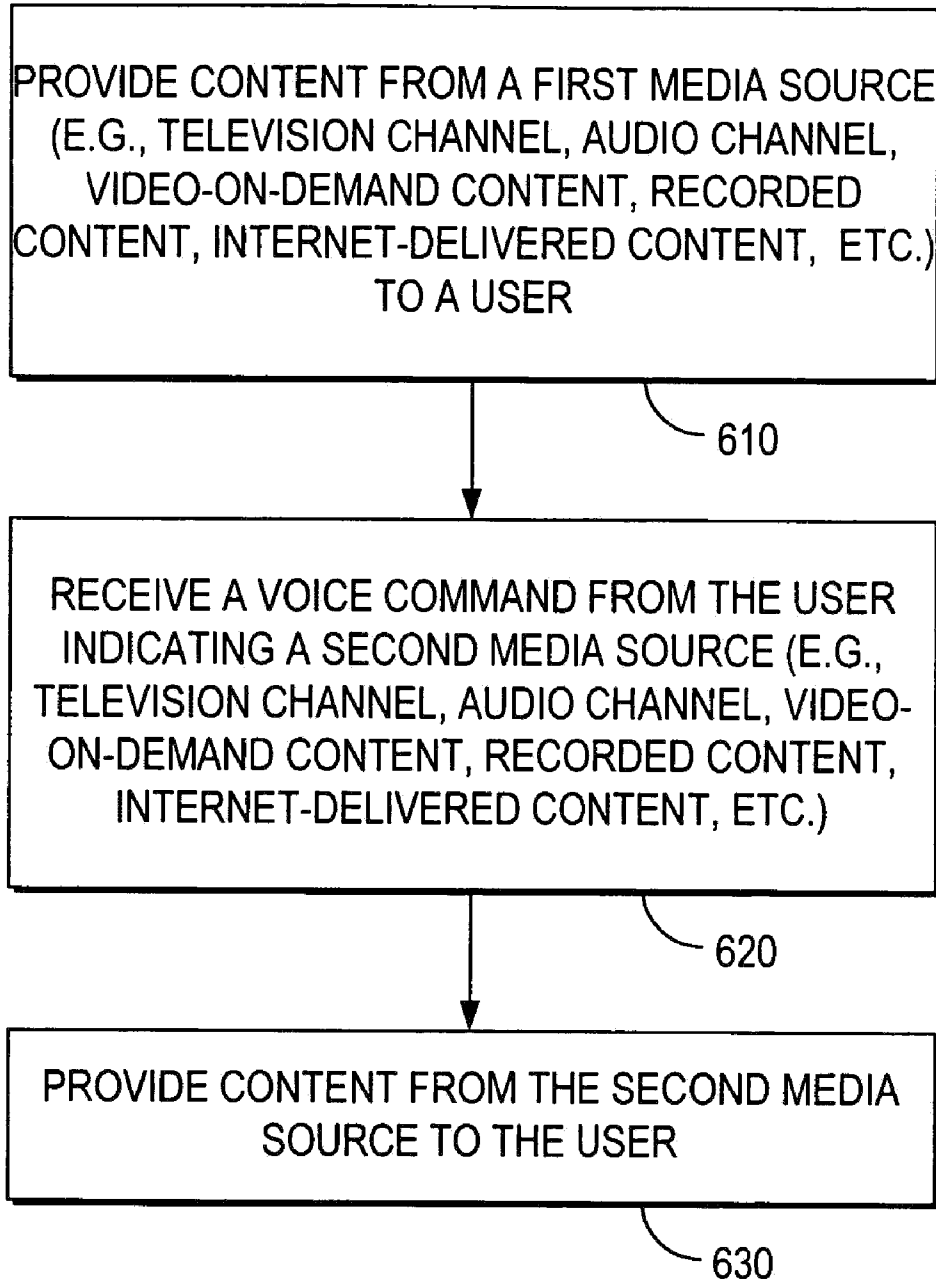 PROVIDE CONTENT FROM A FIRST MEDIA SOURCE
(E.G., TELEVISION CHANNEL, AUDIO CHANNEL,
VIDEO-ON-DEMAND CONTENT, RECORDED
CONTENT, INTERNET-DELIVERED CONTENT, ETC.)
TO A USER
610
RECEIVE A VOICE COMMAND FROM THE USER
INDICATING A SECOND MEDIA SOURCE (E.G.,
TELEVISION CHANNEL, AUDIO CHANNEL, VIDEO-
ON-DEMAND CONTENT, RECORDED CONTENT,
INTERNET-DELIVERED CONTENT, ETC.)
620
PROVIDE CONTENT FROM THE SECOND MEDIA
SOURCE TO THE USER
630